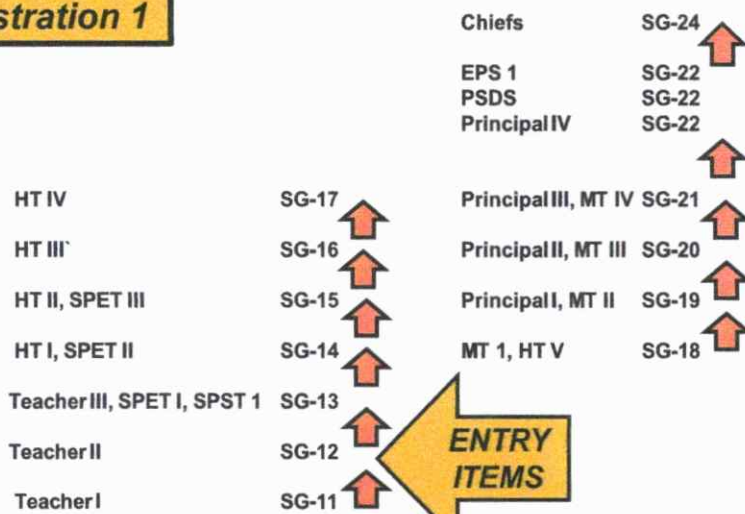 stration 1
Chiefs SG-24
EPS 1 SG-22
PSDS SG-22
Principal IV SG-22
HT IV SG-17
HT III` SG-16
HT II, SPET III SG-15
HT I, SPET II SG-14
Teacher III, SPET I, SPST 1 SG-13
Teacher II SG-12
Teacher I SG-11
Principal III, MT IV SG-21
Principal II, MT III SG-20
Principal I, MT II SG-19
MT 1, HT V SG-18
ENTRY
ITEMS